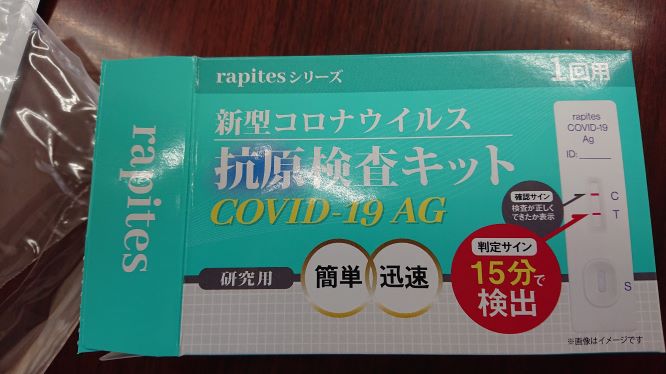 rapitesシリーズ
1回用
rapites
新型コロナウイルス
抗原検査キット
COVID-19 AG
研究用
簡単
迅速
確認サイン
検査が正しく
できたか表示
判定サイン
15分で
検出
rapites
COVID-19
Ag
ID:
C
T
S
※画像はイメージです